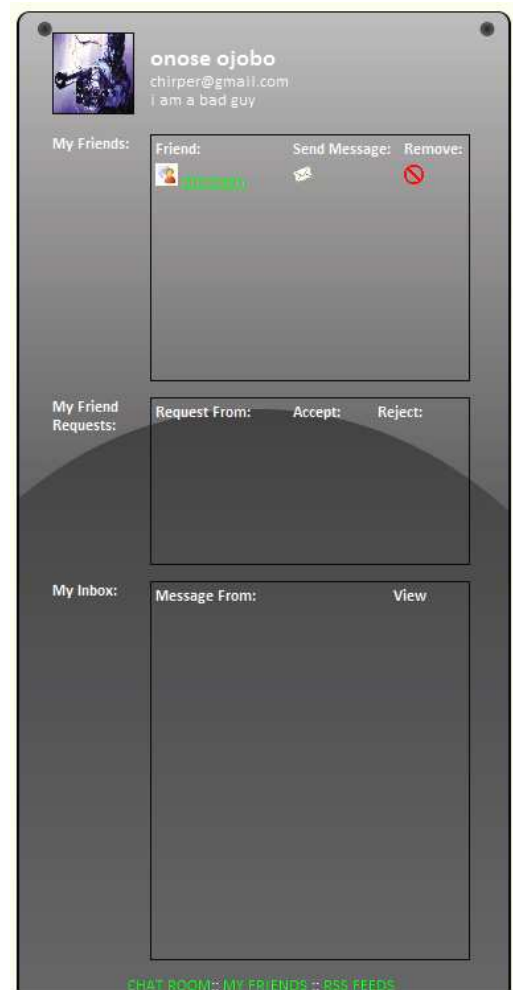 onose ojobo
chirper@gmail.com
i am a bad guy
My Friends:
Friend: Send Message: Remove:
My Friend
Requests:
Request From: Accept: Reject:
My Inbox:
Message From: View
CHAT ROOM:: MY FRIENDS :: RSS FEEDS